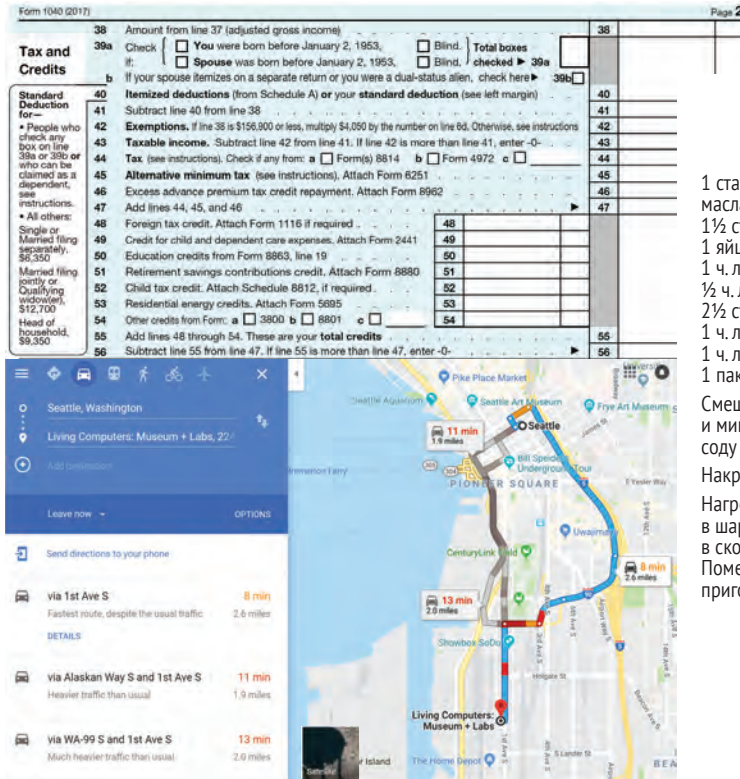 Form 1040 (2017)
Page 2
Tax and Credits
38 Amount from line 37 (adjusted gross income) 38
39a Check if: You were born before January 2, 1953, Blind. Total boxes
Spouse was born before January 2, 1953, Blind. checked ▶ 39a
b If your spouse itemizes on a separate return or you were a dual-status alien, check here ▶ 39b
Standard Deduction for—
• People who check any box on line 39a or 39b or who can be claimed as a dependent, see instructions.
• All others:
Single or Married filing separately, $6,350
Married filing jointly or Qualifying widow(er), $12,700
Head of household, $9,350
40 Itemized deductions (from Schedule A) or your standard deduction (see left margin) 40
41 Subtract line 40 from line 38 41
42 Exemptions. If line 38 is $156,900 or less, multiply $4,050 by the number on line 6d. Otherwise, see instructions 42
43 Taxable income. Subtract line 42 from line 41. If line 42 is more than line 41, enter -0- 43
44 Tax (see instructions). Check if any from: a Form(s) 8814 b Form 4972 c 44
45 Alternative minimum tax (see instructions). Attach Form 6251 45
46 Excess advance premium tax credit repayment. Attach Form 8962 46
47 Add lines 44, 45, and 46 ▶ 47
48 Foreign tax credit. Attach Form 1116 if required 48
49 Credit for child and dependent care expenses. Attach Form 2441 49
50 Education credits from Form 8863, line 19 50
51 Retirement savings contributions credit. Attach Form 8880 51
52 Child tax credit. Attach Schedule 8812, if required 52
53 Residential energy credits. Attach Form 5695 53
54 Other credits from Form: a 3800 b 8801 c 54
55 Add lines 48 through 54. These are your total credits 55
56 Subtract line 55 from line 47. If line 55 is more than line 47, enter -0- ▶ 56
Seattle, Washington
Living Computers: Museum + Labs, 22
Add destination
Leave now
OPTIONS
Send directions to your phone
via 1st Ave S 8 min
Fastest route, despite the usual traffic 2.6 miles
DETAILS
via Alaskan Way S and 1st Ave S 11 min
Heavier traffic than usual 1.9 miles
via WA-99 S and 1st Ave S 13 min
Much heavier traffic than usual 2.0 miles
Pike Place Market
Seattle Aquarium
Seattle Art Museum
Frye Art Museum
James St
11 min
1.9 miles
Seattle
Bill Speidel's Underground Tour
PIONEER SQUARE
E Yesler Way
Uwajimaya
CenturyLink Field
8 min
2.6 miles
13 min
2.0 miles
Showbox SoDo
Holgate St
Living Computers: Museum + Labs
The Home Depot
S Lander St
Satellite
1 ста
масл
1½ с
1 яйц
1 ч. л
½ ч. л
2½ с
1 ч. л
1 ч. л
1 пак
Смеш
и ми
соду
Накр
Нагр
в шар
в ско
Поме
приго